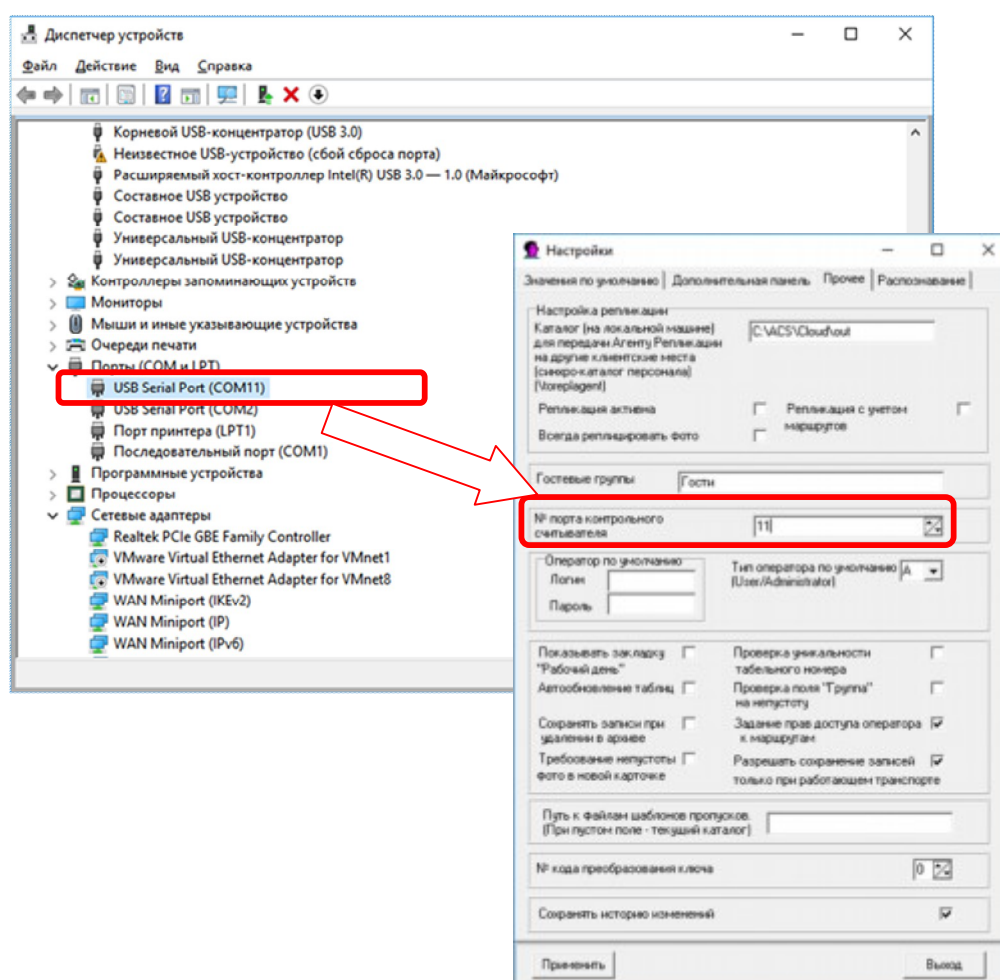 Диспетчер устройств
Файл Действие Вид Справка
Корневой USB-концентратор (USB 3.0)
Неизвестное USB-устройство (сбой сброса порта)
Расширяемый хост-контроллер Intel(R) USB 3.0 — 1.0 (Майкрософт)
Составное USB устройство
Составное USB устройство
Универсальный USB-концентратор
Универсальный USB-концентратор
Контроллеры запоминающих устройств
Мониторы
Мыши и иные указывающие устройства
Очереди печати
Порты (COM и LPT)
USB Serial Port (COM11)
USB Serial Port (COM2)
Порт принтера (LPT1)
Последовательный порт (COM1)
Программные устройства
Процессоры
Сетевые адаптеры
Realtek PCIe GBE Family Controller
VMware Virtual Ethernet Adapter for VMnet1
VMware Virtual Ethernet Adapter for VMnet8
WAN Miniport (IKEv2)
WAN Miniport (IP)
WAN Miniport (IPv6)
Настройки
Значения по умолчанию Дополнительная панель Прочее Распознавание
Настройка репликации
Каталог (на локальной машине)
для передачи Агенту Репликации
на другие клиентские места
(синхро-каталог персонала)
(\voreplagent)
C:\ACS\Cloud\out
Репликация активна
Репликация с учетом
маршрутов
Всегда реплицировать фото
Гостевые группы
Гости
№ порта контрольного
считывателя
11
Оператор по умолчанию
Логин
Пароль
Тип оператора по умолчанию
(User/Administrator)
A
Показывать закладку
"Рабочий день"
Проверка уникальности
табельного номера
Автообновление таблиц
Проверка поля "Группа"
на непустоту
Сохранять записи при
удалении в архиве
Задание прав доступа оператора
к маршрутам
Требование непустоты
фото в новой карточке
Разрешать сохранение записей
только при работающем транспорте
Путь к файлам шаблонов пропусков.
(При пустом поле - текущий каталог)
№ кода преобразования ключа
0
Сохранять историю изменений
Применить
Выход